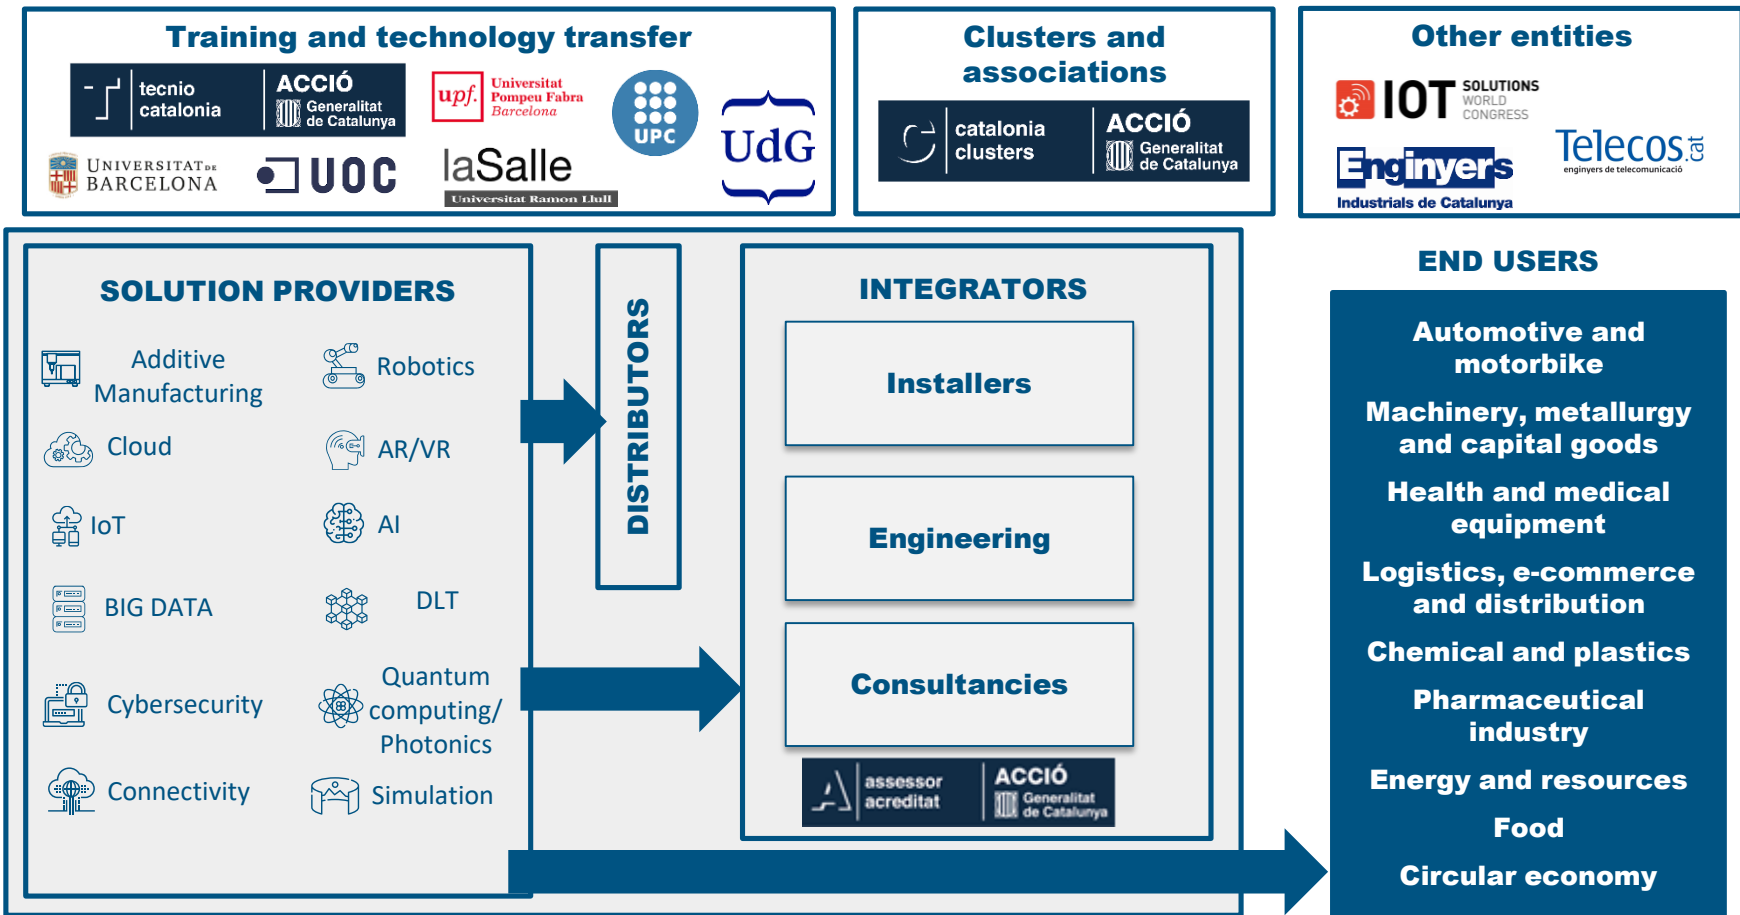 Training and technology transfer
tecnio
catalonia
ACCIÓ
Generalitat
de Catalunya
upf.
Universitat
Pompeu Fabra
Barcelona
UPC
UdG
UNIVERSITAT DE
BARCELONA
UOC
laSalle
Universitat Ramon Llull
Clusters and
associations
catalonia
clusters
ACCIÓ
Generalitat
de Catalunya
Other entities
IOT
SOLUTIONS
WORLD
CONGRESS
Enginyers
Industrials de Catalunya
Telecos.cat
enginyers de telecomunicació
SOLUTION PROVIDERS
Additive
Manufacturing
Robotics
Cloud
AR/VR
IoT
AI
BIG DATA
DLT
Cybersecurity
Quantum
computing/
Photonics
Connectivity
Simulation
DISTRIBUTORS
INTEGRATORS
Installers
Engineering
Consultancies
assessor
acreditat
ACCIÓ
Generalitat
de Catalunya
END USERS
Automotive and
motorbike
Machinery, metallurgy
and capital goods
Health and medical
equipment
Logistics, e-commerce
and distribution
Chemical and plastics
Pharmaceutical
industry
Energy and resources
Food
Circular economy